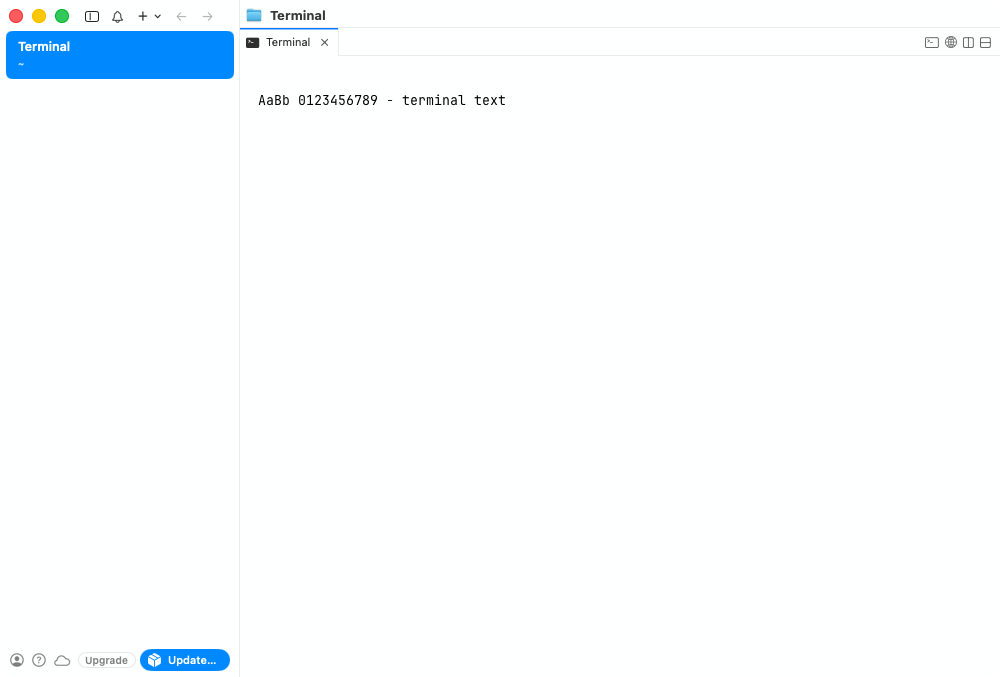 Terminal
Terminal
~
Terminal
AaBb 0123456789 - terminal text
Upgrade
Update...